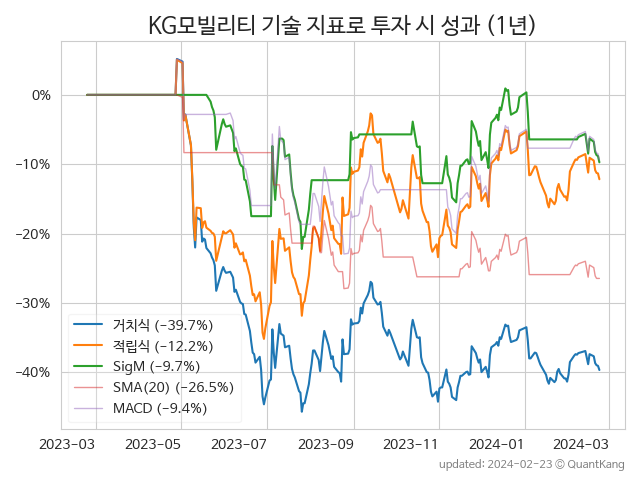 KG모빌리티 기술 지표로 투자 시 성과 (1년)
0%
−10%
−20%
−30%
−40%
거치식 (−39.7%)
적립식 (−12.2%)
SigM (−9.7%)
SMA(20) (−26.5%)
MACD (−9.4%)
2023-03 2023-05 2023-07 2023-09 2023-11 2024-01 2024-03
updated: 2024-02-23 © QuantKang